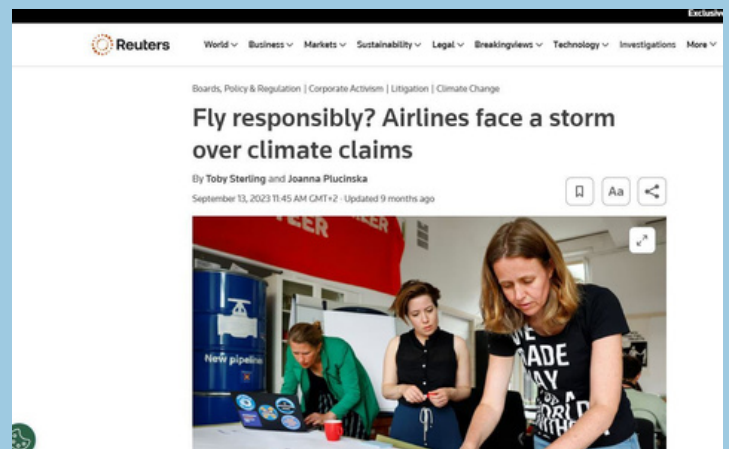 Exclusive
Reuters
World Business Markets Sustainability Legal Breakingviews Technology Investigations More
Boards, Policy & Regulation | Corporate Activism | Litigation | Climate Change
Fly responsibly? Airlines face a storm
over climate claims
By Toby Sterling and Joanna Plucinska
September 13, 2023 11:45 AM GMT+2 · Updated 9 months ago
Aa
New pipeline